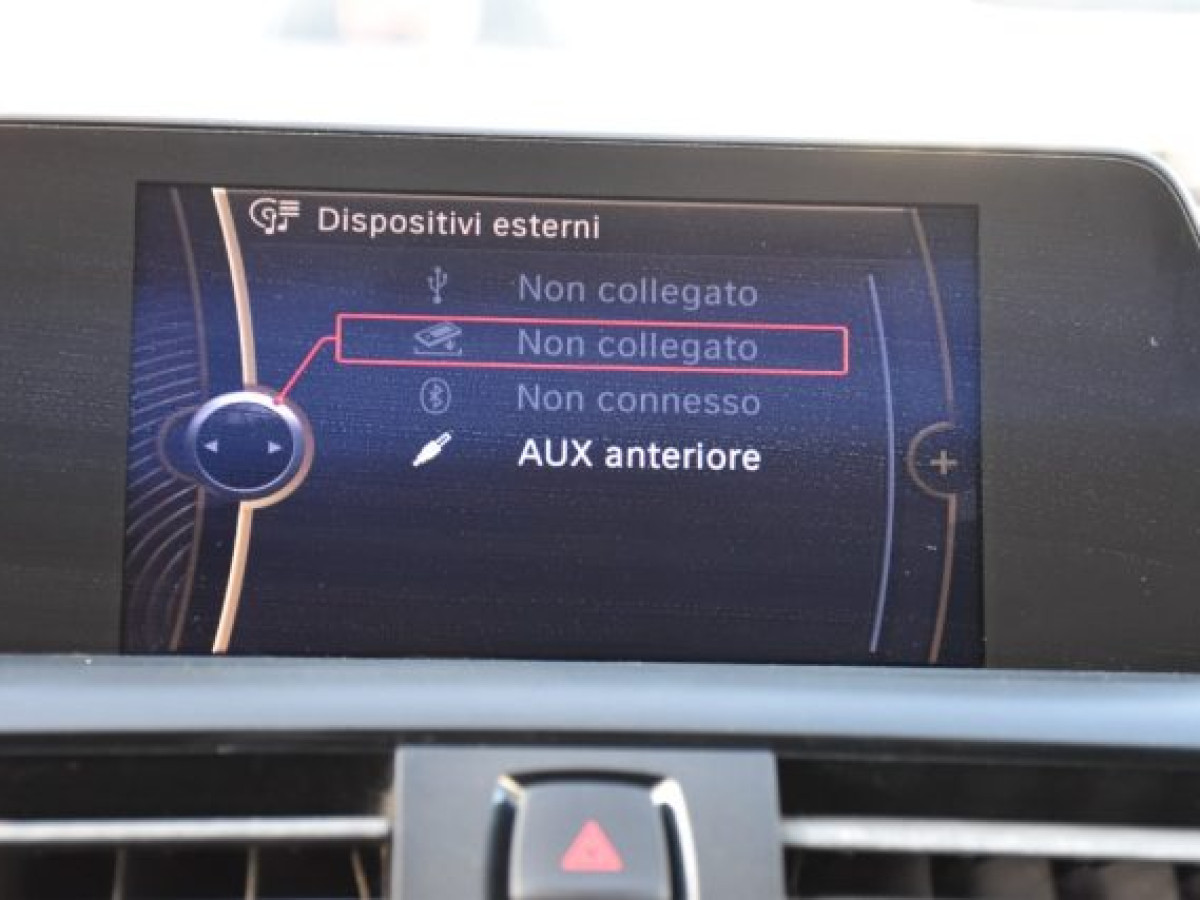 Dispositivi esterni
Non collegato
Non collegato
Non connesso
AUX anteriore